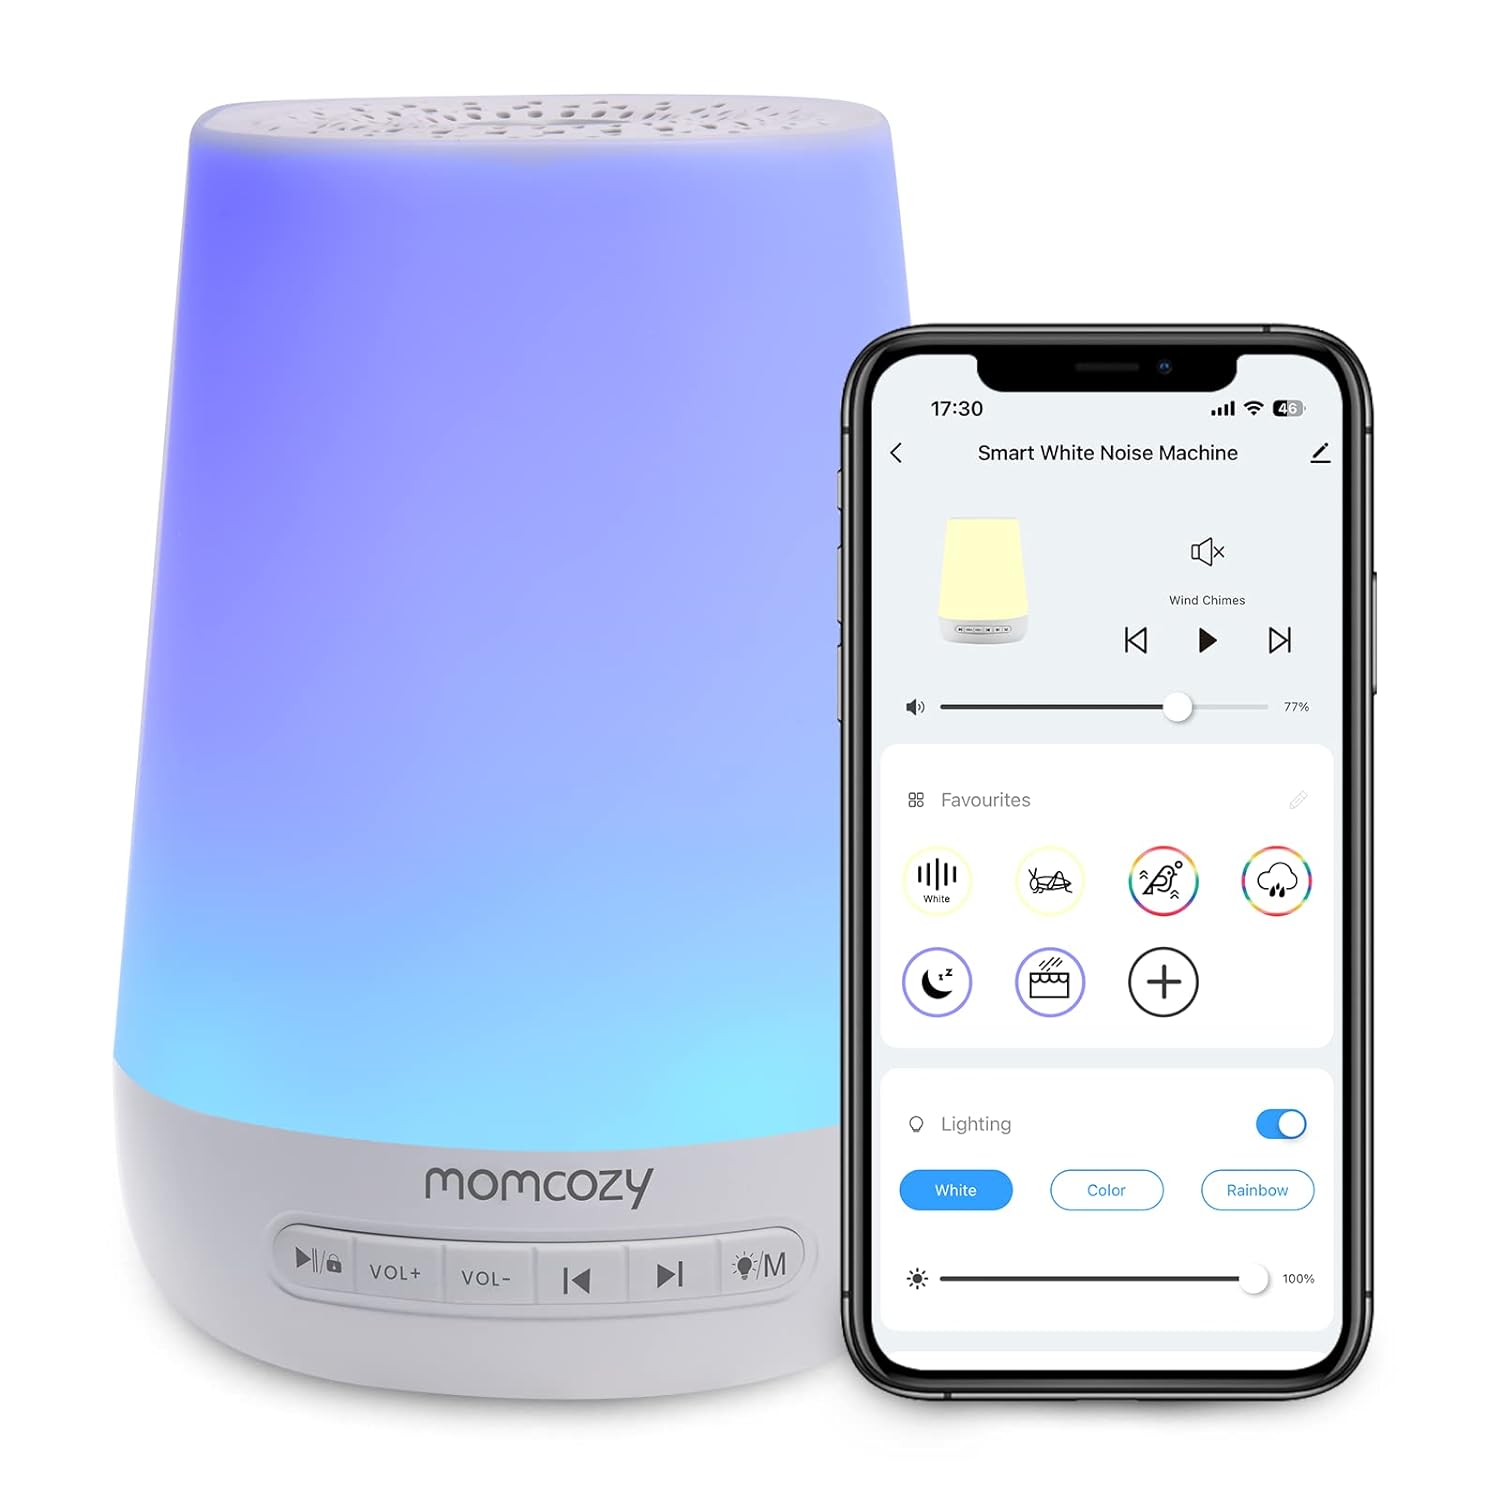 momcozy
VOL+
VOL-
M
17:30
46
Smart White Noise Machine
Wind Chimes
77%
Favourites
White
z z
Lighting
White
Color
Rainbow
100%